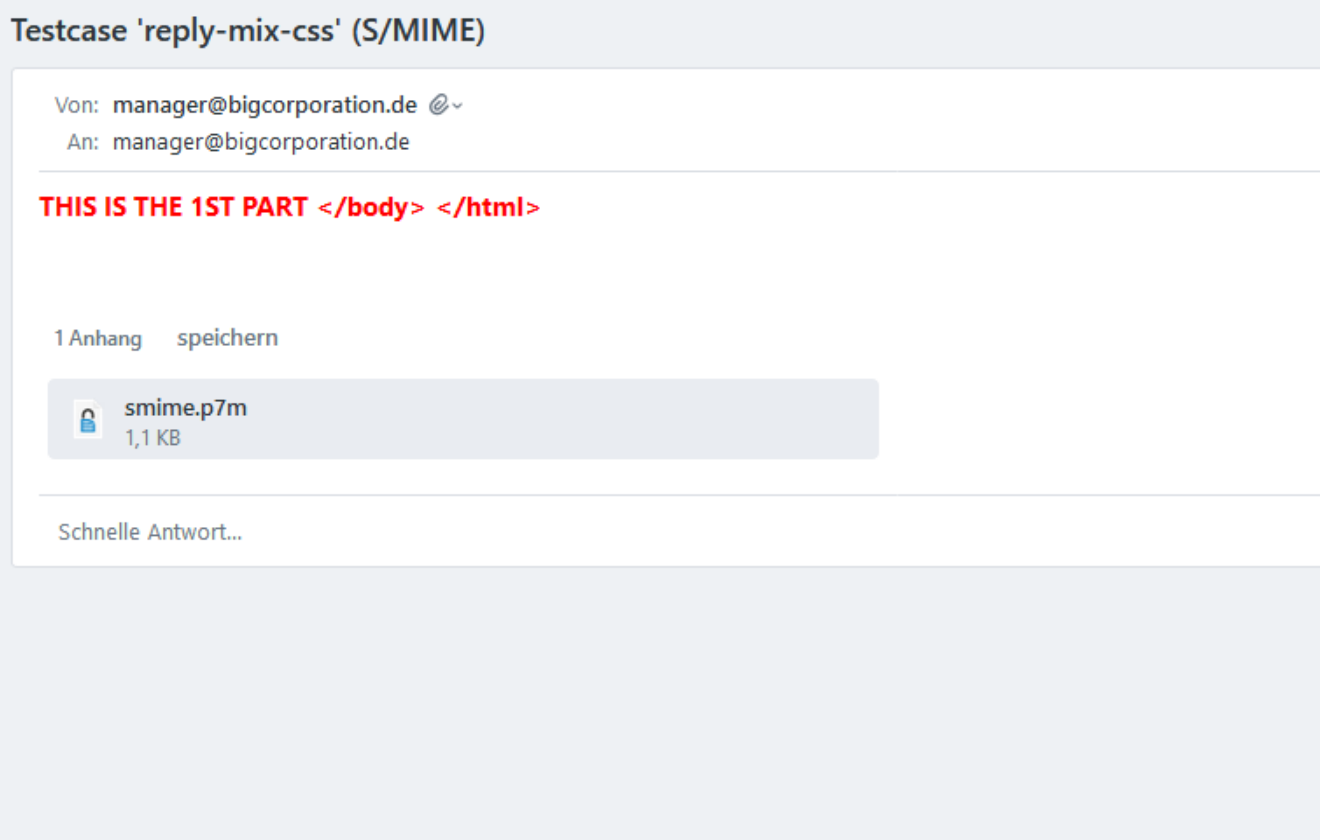 Testcase 'reply-mix-css' (S/MIME)
Von: manager@bigcorporation.de
An: manager@bigcorporation.de
THIS IS THE 1ST PART </body> </html>
1 Anhang speichern
smime.p7m
1,1 KB
Schnelle Antwort...